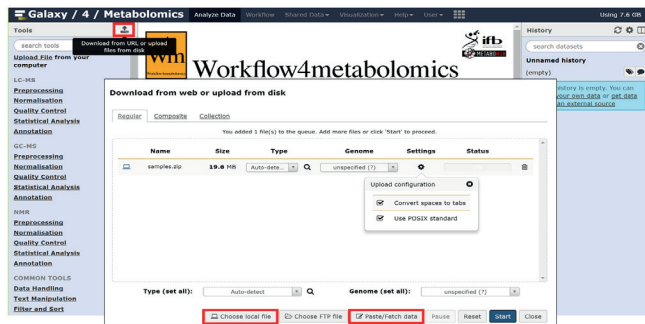 Galaxy / 4 / Metabolomics
Analyze Data Workflow Shared Data Visualization Help User
Using 7.6 GB
Tools
History
search tools
search datasets
Download from URL or upload files from disk
Upload File from your computer
Unnamed history
(empty)
history is empty. You can
your own data or get data
an external source
ifb
METABOHUB
Wm
Workflow4metabolomics
LC-MS
Preprocessing
Normalisation
Quality Control
Statistical Analysis
Annotation
GC-MS
Preprocessing
Normalisation
Quality Control
Statistical Analysis
Annotation
NMR
Preprocessing
Normalisation
Quality Control
Statistical Analysis
Annotation
COMMON TOOLS
Data Handling
Text Manipulation
Filter and Sort
Download from web or upload from disk
Regular Composite Collection
You added 1 file(s) to the queue. Add more files or click 'Start' to proceed.
Name Size Type Genome Settings Status
samples.zip 19.6 MB Auto-dete... unspecified (?)
Upload configuration
Convert spaces to tabs
Use POSIX standard
Type (set all): Auto-detect Genome (set all): unspecified (?)
Choose local file Choose FTP file Paste/Fetch data Pause Reset Start Close